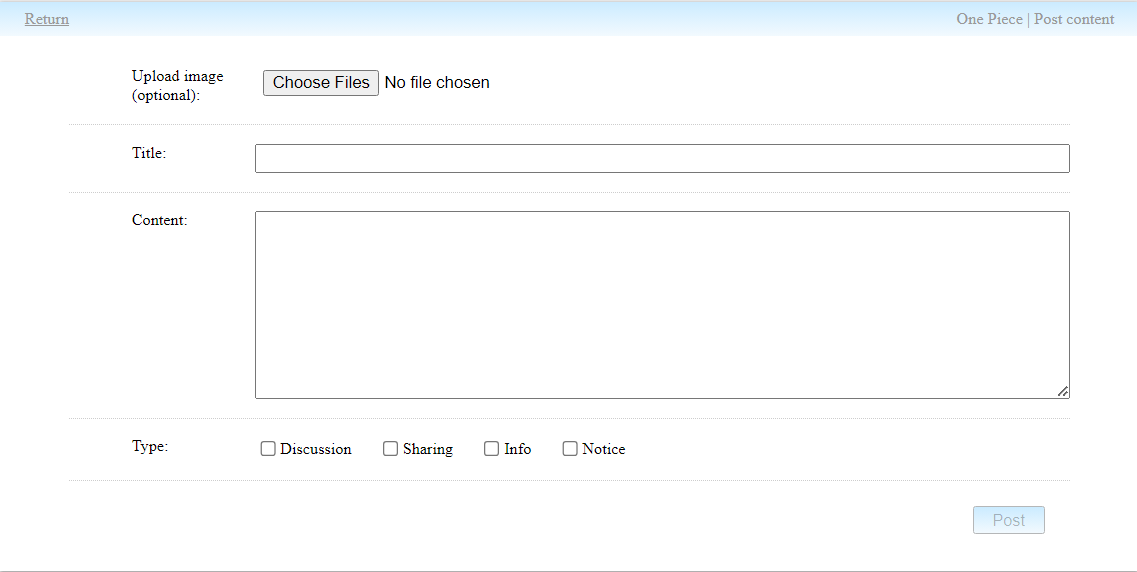 Return
One Piece | Post content
Upload image
(optional):
Choose Files No file chosen
Title:
Content:
Type:
Discussion Sharing Info Notice
Post